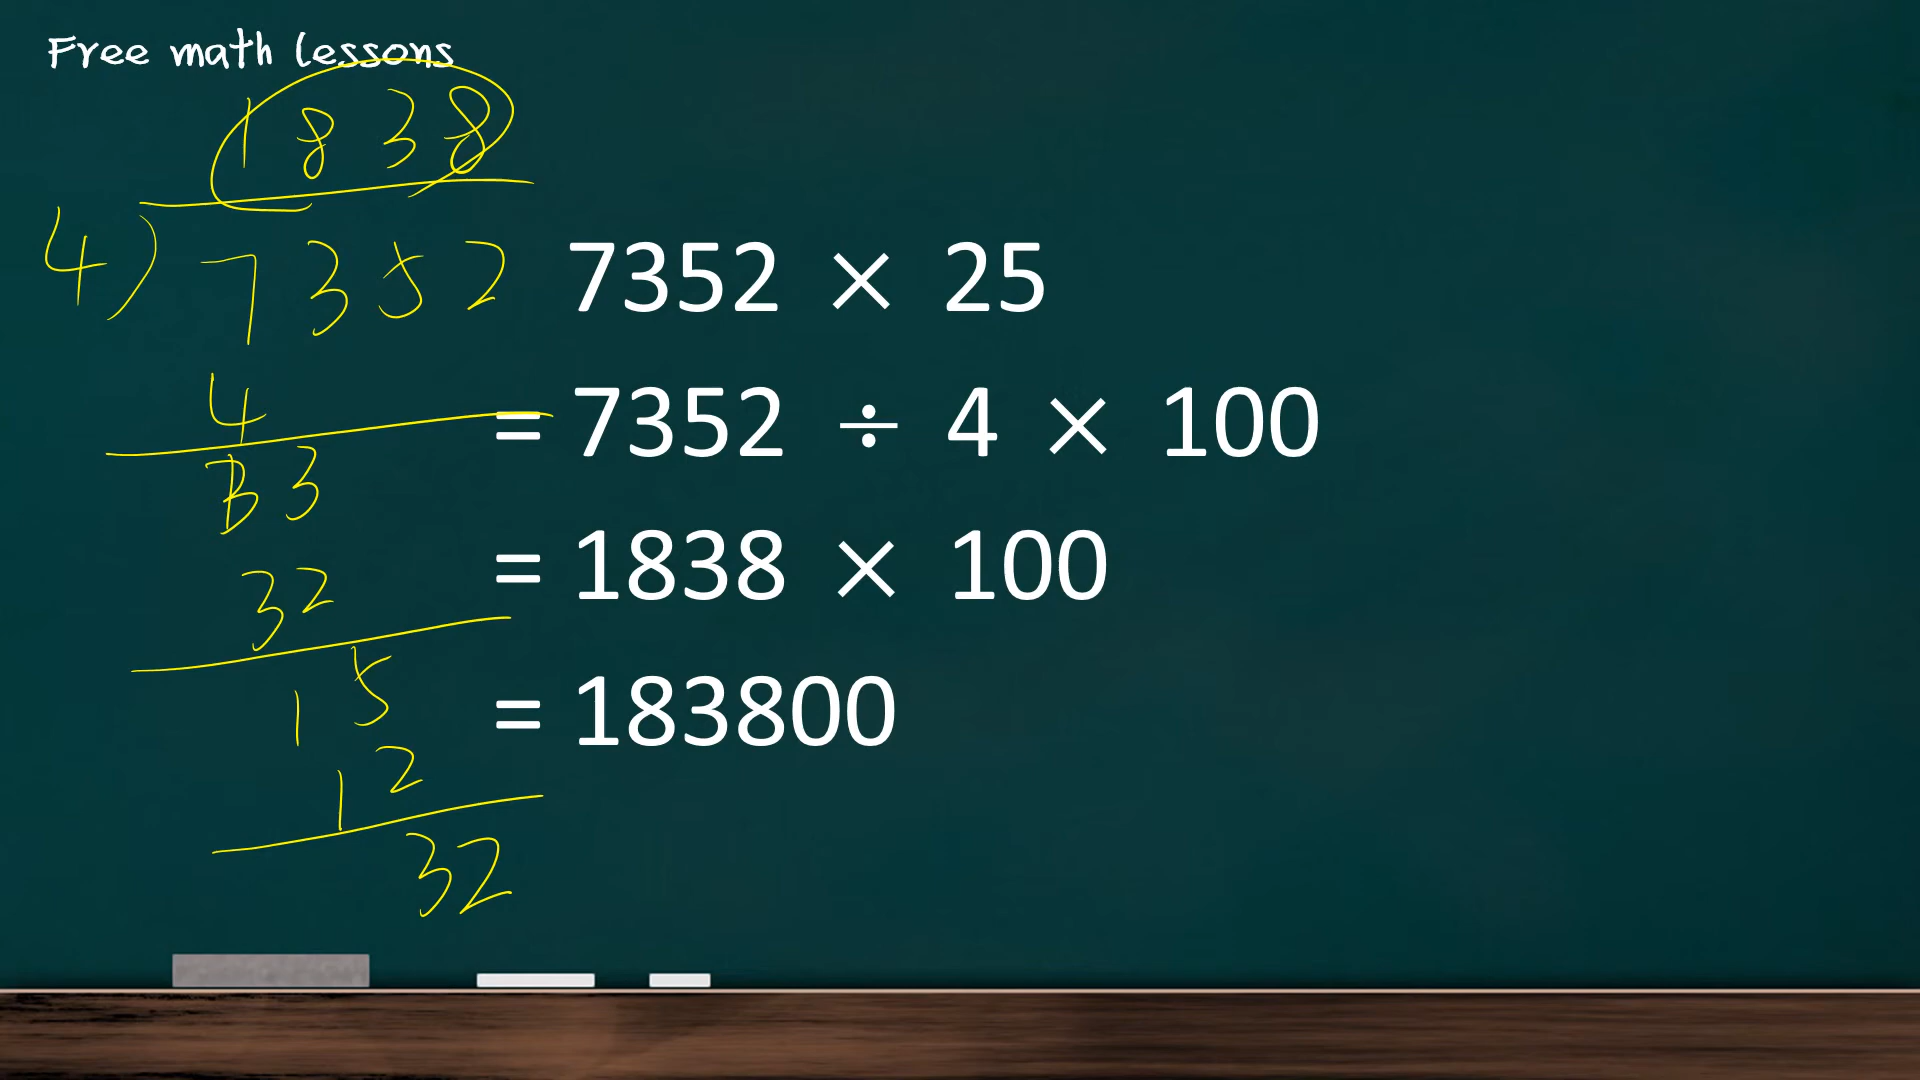 Free math lessons
1838
4)7352
7352 × 25
4
= 7352 ÷ 4 × 100
33
32
= 1838 × 100
15
= 183800
12
32